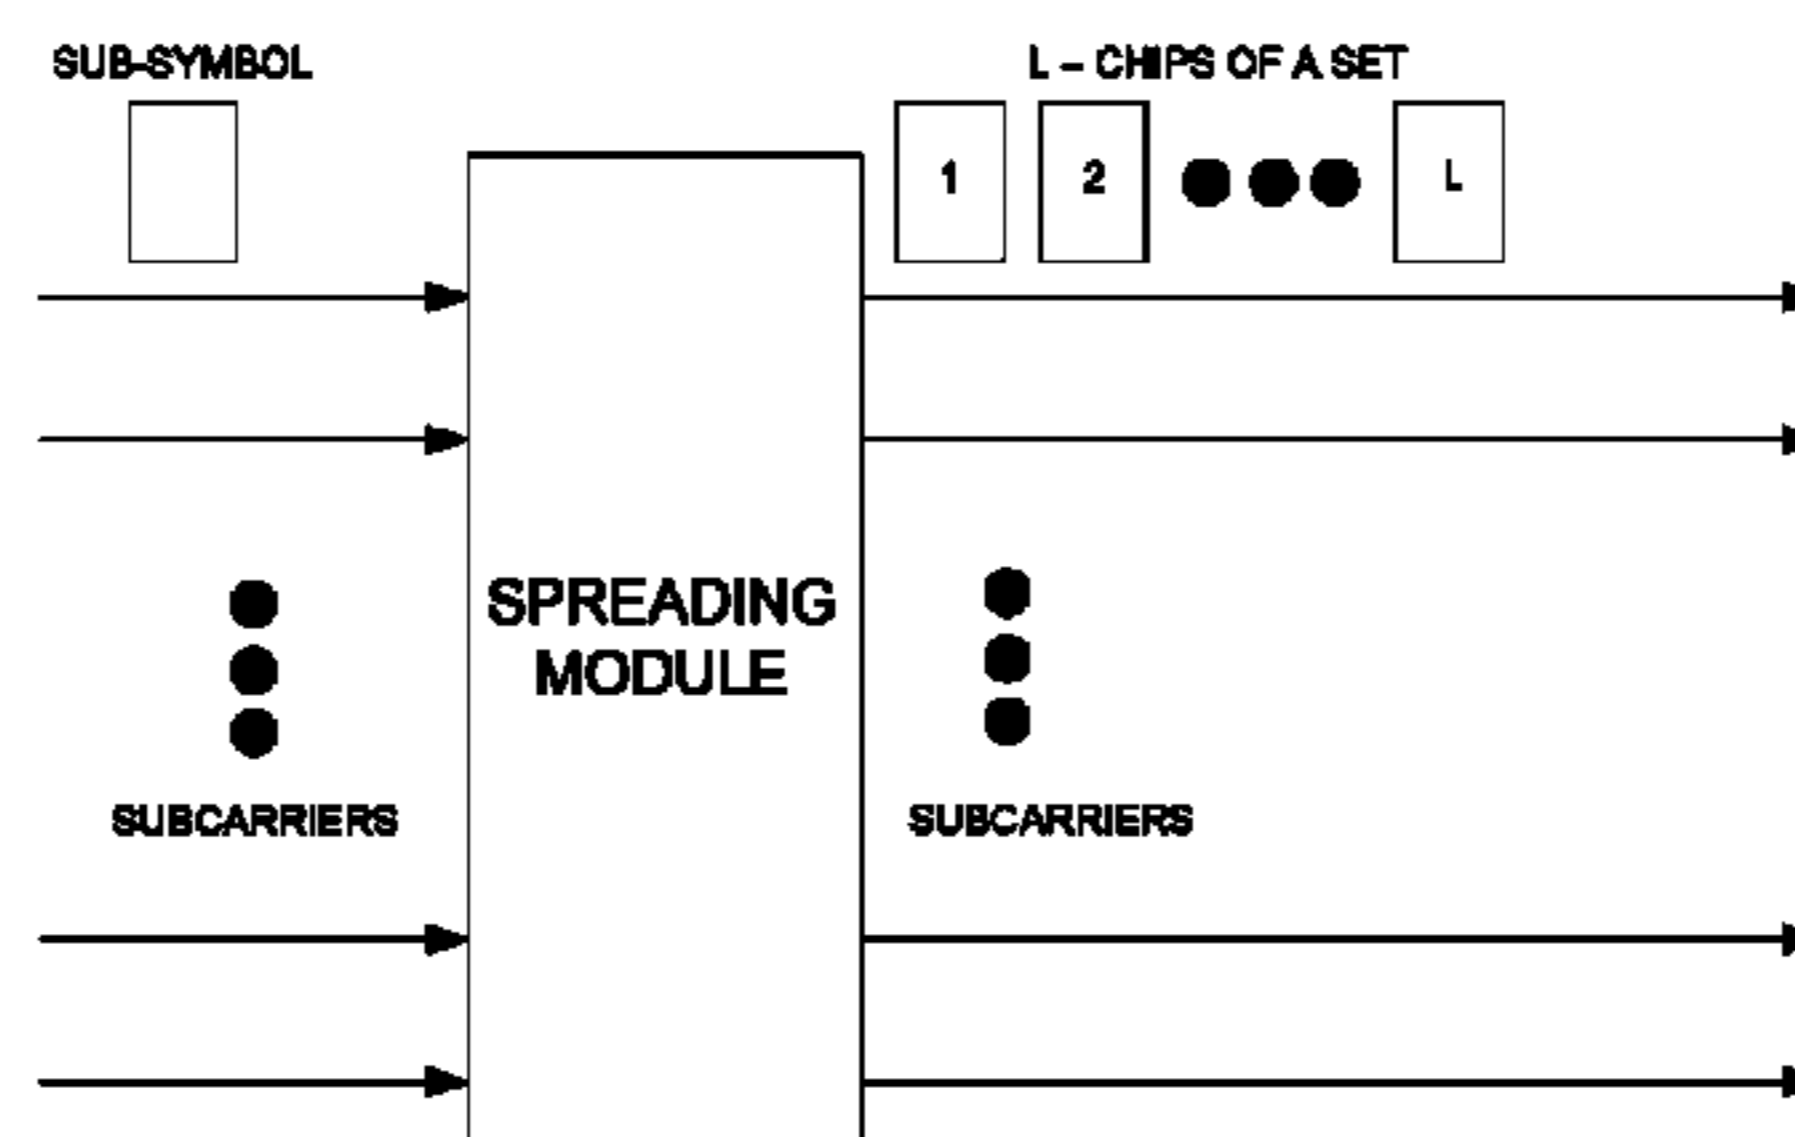 SUB-SYMBOL
L – CHIPS OF A SET
1 2 L
SPREADING
MODULE
SUBCARRIERS
SUBCARRIERS